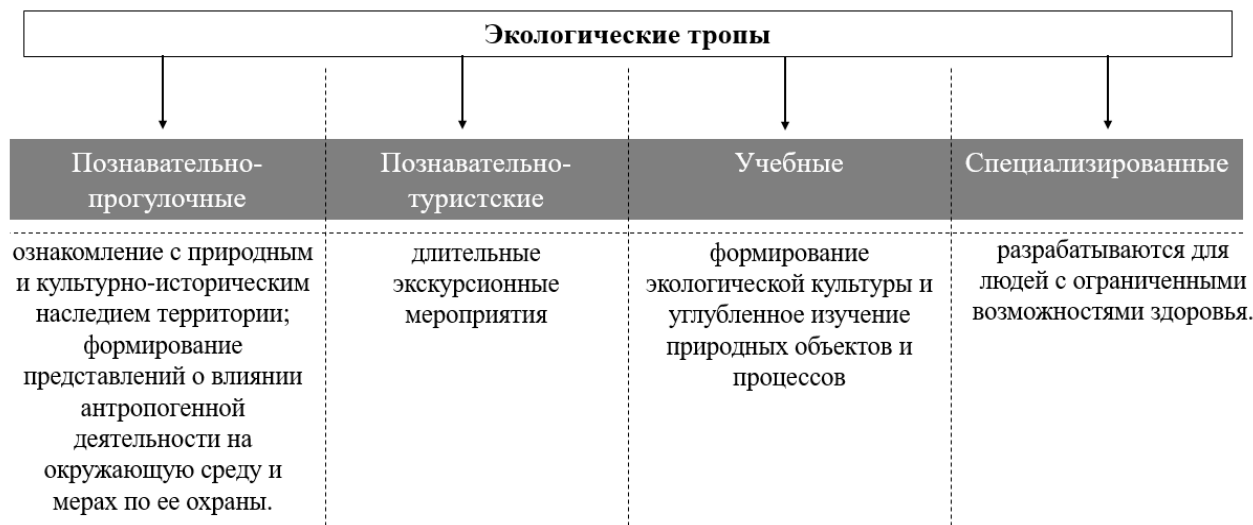 Экологические тропы
Познавательно-
прогулочные
ознакомление с природным
и культурно-историческим
наследием территории;
формирование
представлений о влиянии
антропогенной
деятельности на
окружающую среду и
мерах по ее охраны.
Познавательно-
туристские
длительные
экскурсионные
мероприятия
Учебные
формирование
экологической культуры и
углубленное изучение
природных объектов и
процессов
Специализированные
разрабатываются для
людей с ограниченными
возможностями здоровья.